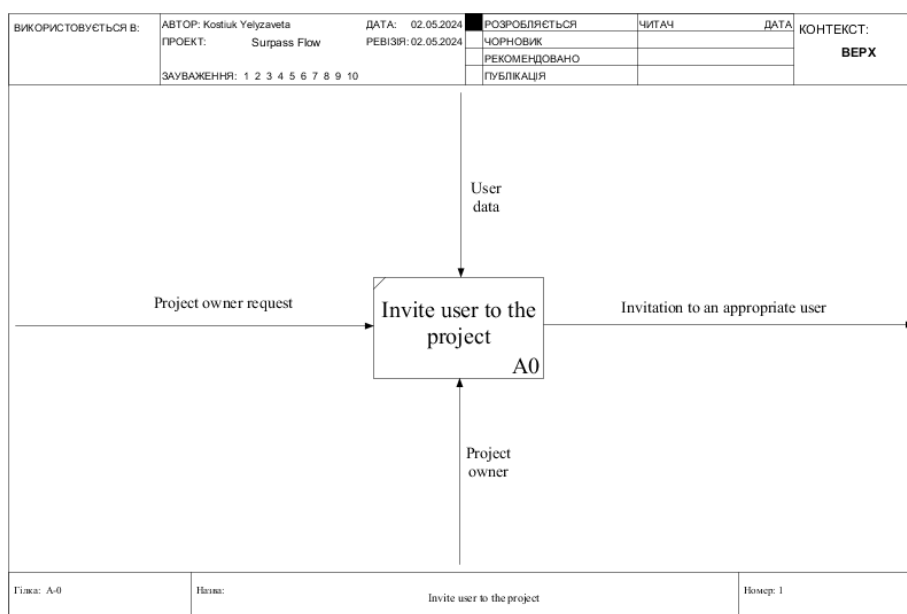 ВИКОРИСТОВУЄТЬСЯ В:
АВТОР: Kostiuk Yelyzaveta ДАТА: 02.05.2024
ПРОЕКТ: Surpass Flow РЕВІЗІЯ: 02.05.2024
ЗАУВАЖЕННЯ: 1 2 3 4 5 6 7 8 9 10
РОЗРОБЛЯЄТЬСЯ
ЧОРНОВИК
РЕКОМЕНДОВАНО
ПУБЛІКАЦІЯ
ЧИТАЧ ДАТА
КОНТЕКСТ:
ВЕРХ
User
data
Project owner request
Invite user to the
project
A0
Invitation to an appropriate user
Project
owner
Гілка: A-0
Назва:
Invite user to the project
Номер: 1